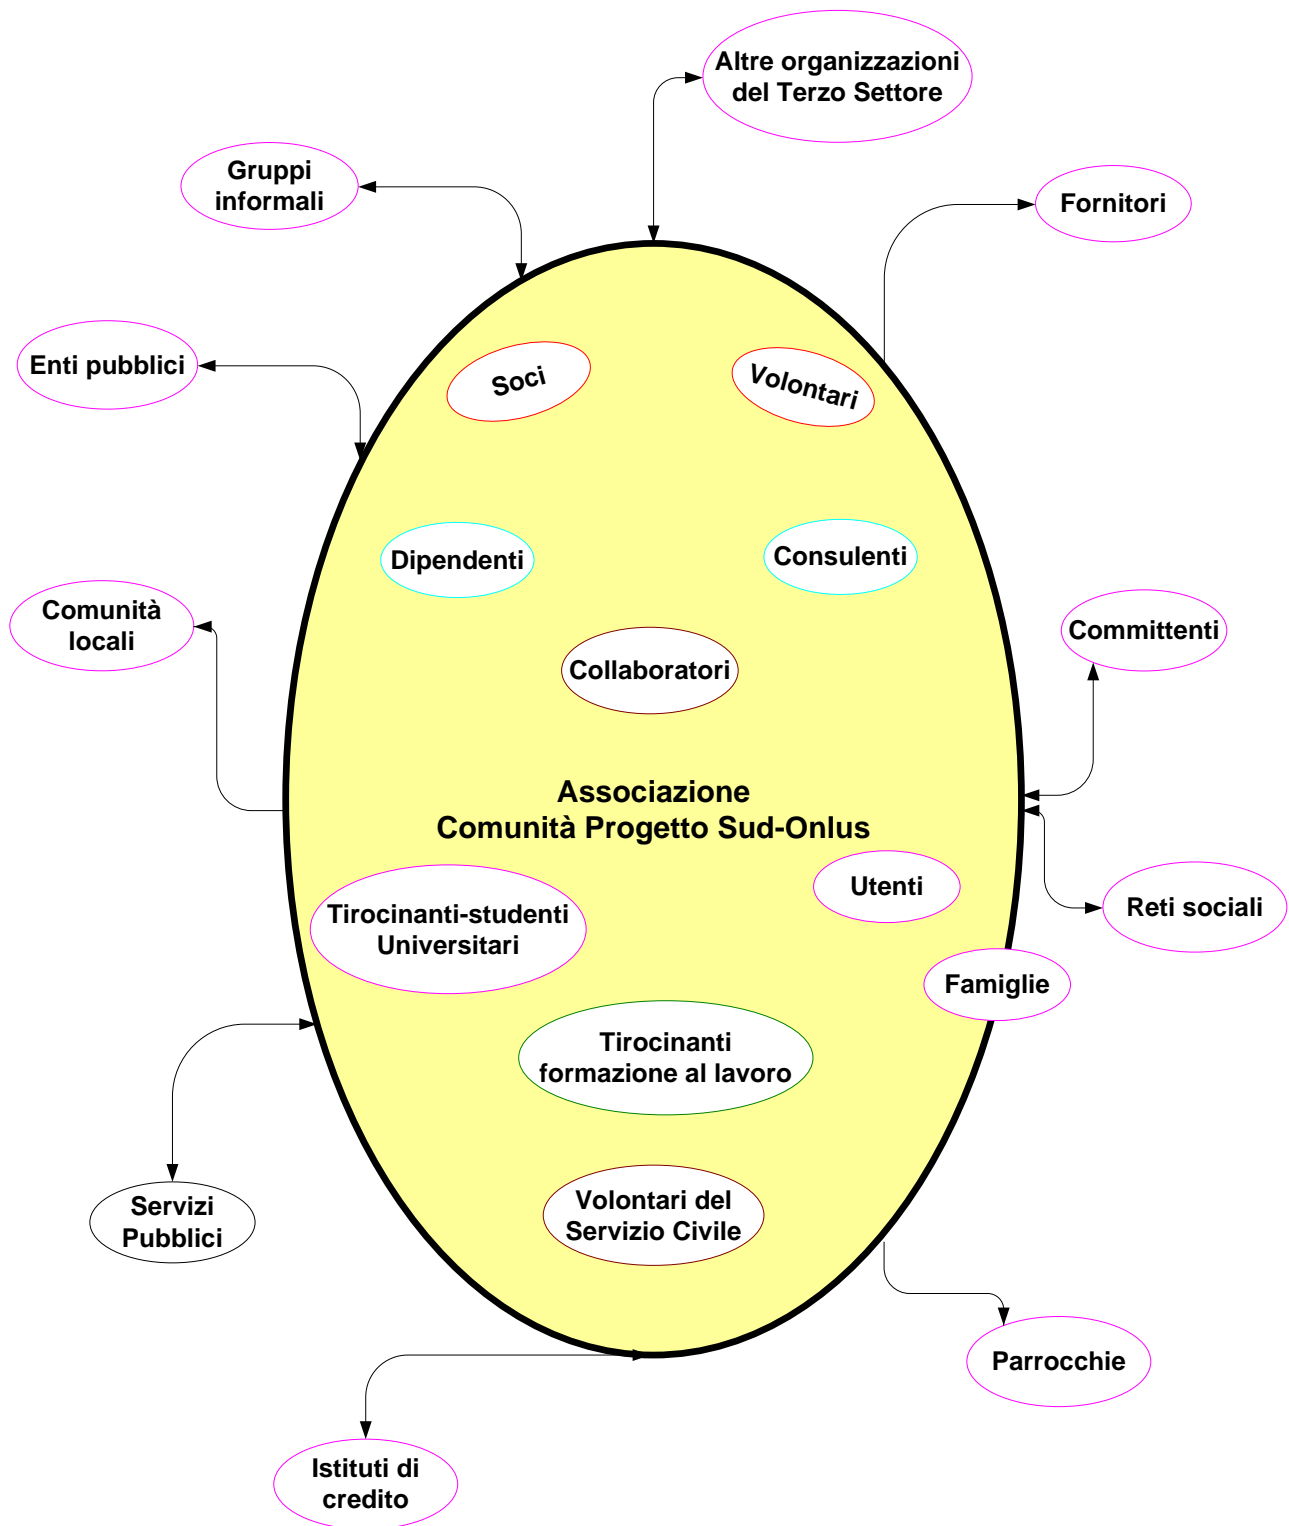 Altre organizzazioni
del Terzo Settore
Gruppi
informali
Fornitori
Enti pubblici
Soci
Volontari
Dipendenti
Consulenti
Comunità
locali
Committenti
Collaboratori
Associazione
Comunità Progetto Sud-Onlus
Utenti
Tirocinanti-studenti
Universitari
Reti sociali
Famiglie
Tirocinanti
formazione al lavoro
Servizi
Pubblici
Volontari del
Servizio Civile
Parrocchie
Istituti di
credito